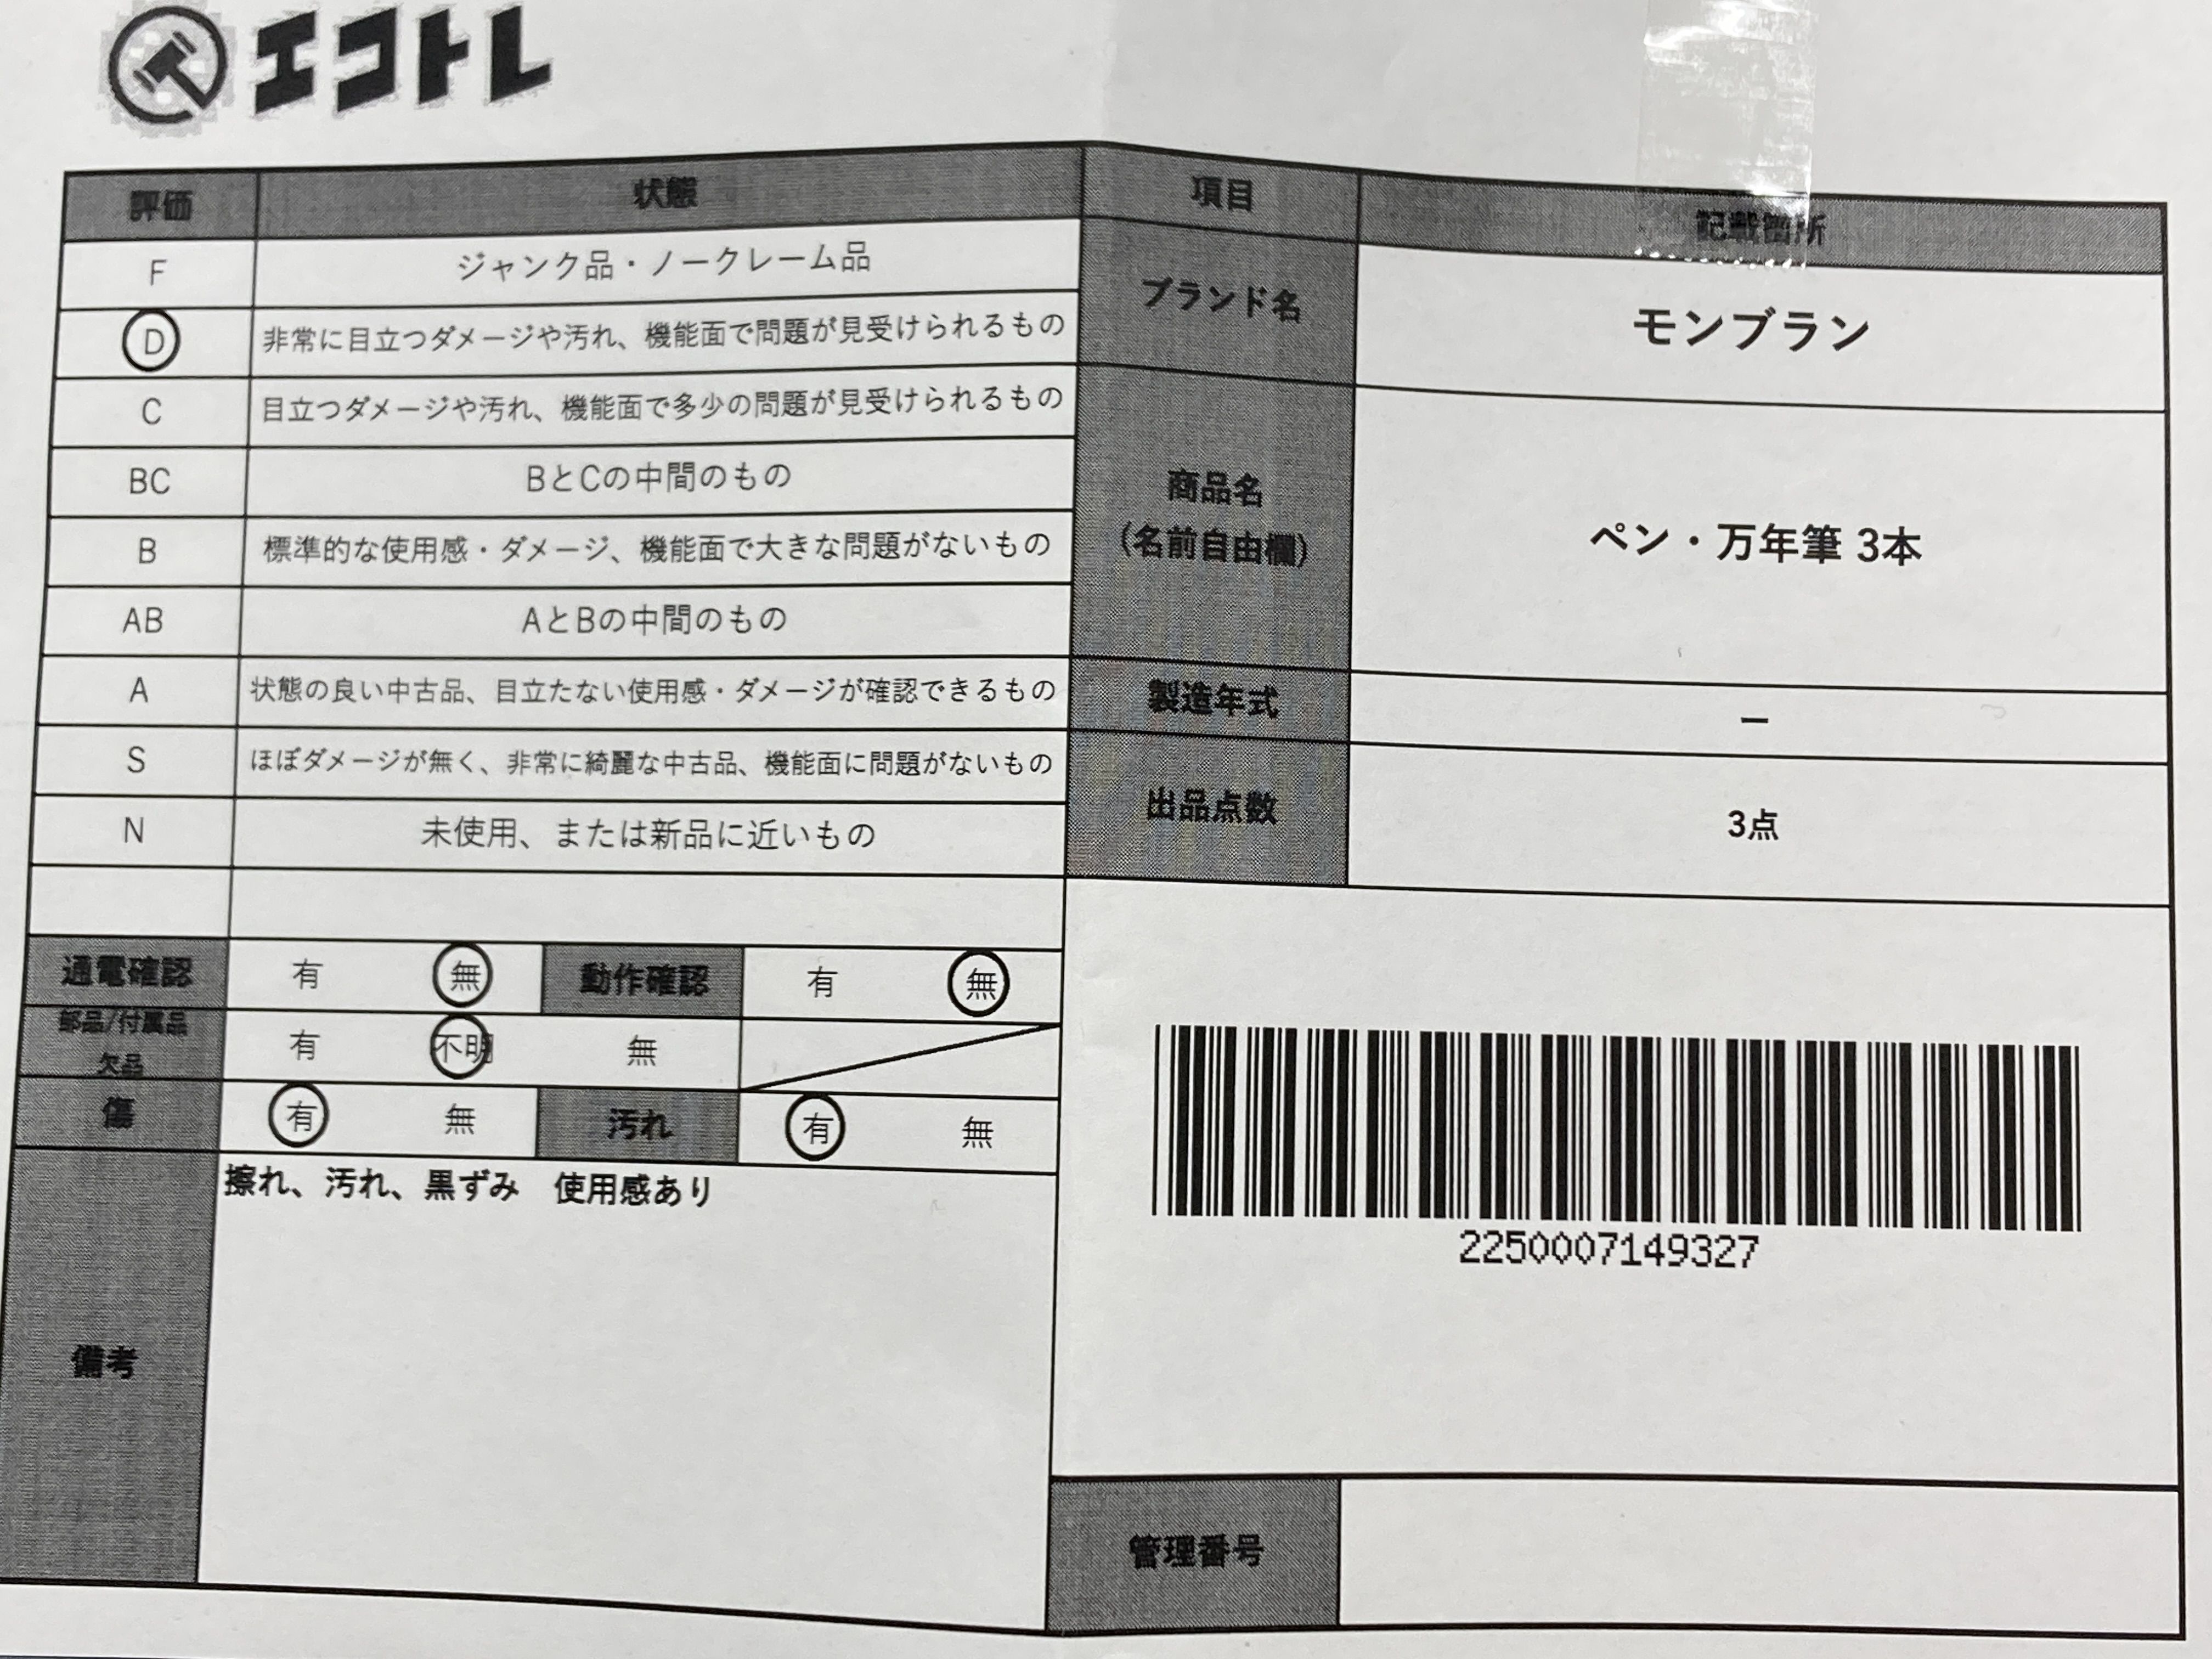 エコトレ
評価 状態
F ジャンク品・ノークレーム品
D 非常に目立つダメージや汚れ、機能面で問題が見受けられるもの
C 目立つダメージや汚れ、機能面で多少の問題が見受けられるもの
BC BとCの中間のもの
B 標準的な使用感・ダメージ、機能面で大きな問題がないもの
AB AとBの中間のもの
A 状態の良い中古品、目立たない使用感・ダメージが確認できるもの
S ほぼダメージが無く、非常に綺麗な中古品、機能面に問題がないもの
N 未使用、または新品に近いもの
通電確認 有 無 動作確認 有 無
部品/付属品
欠品 有 不明 無
傷 有 無 汚れ 有 無
備考 擦れ、汚れ、黒ずみ 使用感あり
項目 記載箇所
ブランド名 モンブラン
商品名
(名前自由欄) ペン・万年筆 3本
製造年式 ー
出品点数 3点
2250007149327
管理番号